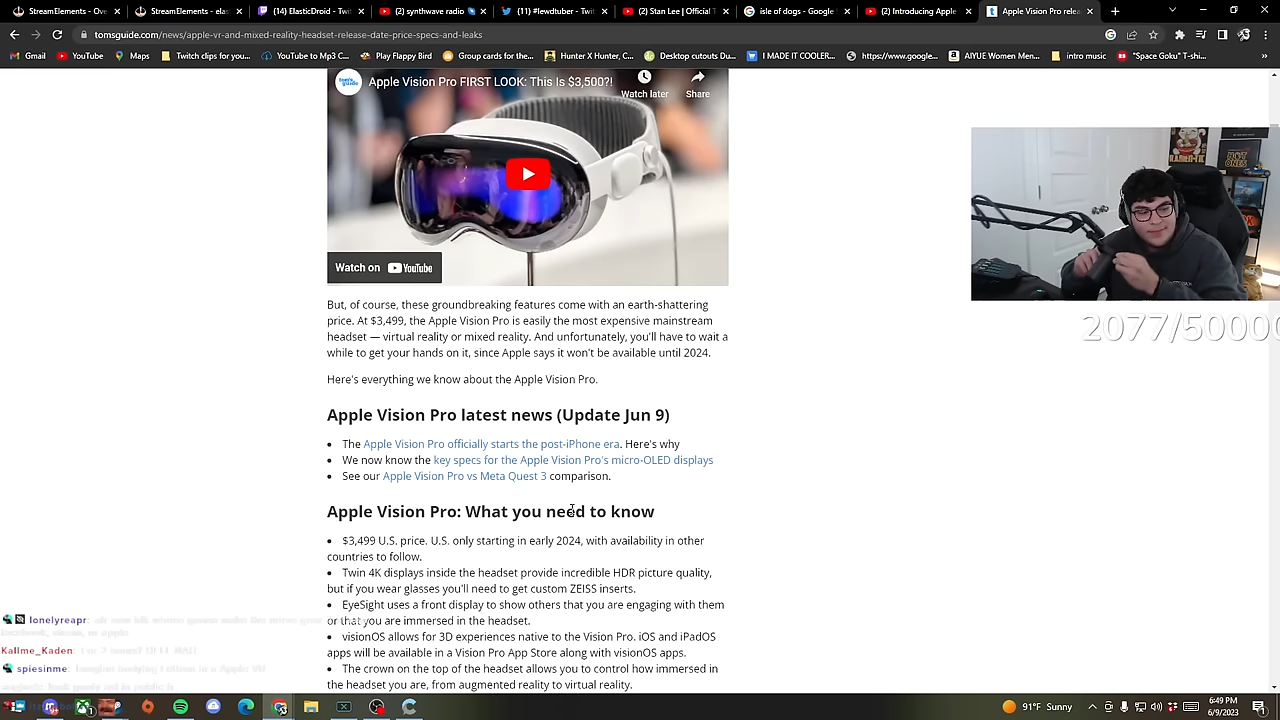 StreamElements - Ove
StreamElements - elas
(14) ElasticDroid - Twit
(2) synthwave radio
(11) #lewdtuber - Twit
(2) Stan Lee | Official T
isle of dogs - Google
(2) Introducing Apple
Apple Vision Pro relea
tomsguide.com/news/apple-vr-and-mixed-reality-headset-release-date-price-specs-and-leaks
Gmail
YouTube
Maps
Twitch clips for you...
YouTube to Mp3 C...
Play Flappy Bird
Group cards for the...
Hunter X Hunter, C...
Desktop cutouts Du...
I MADE IT COOLER...
https://www.google...
AIYUE Women Men...
intro music
"Space Goku" T-shi...
tom's guide
Apple Vision Pro FIRST LOOK: This Is $3,500?!
Watch later
Share
Watch on YouTube
But, of course, these groundbreaking features come with an earth-shattering
price. At $3,499, the Apple Vision Pro is easily the most expensive mainstream
headset — virtual reality or mixed reality. And unfortunately, you'll have to wait a
while to get your hands on it, since Apple says it won't be available until 2024.
Here's everything we know about the Apple Vision Pro.
Apple Vision Pro latest news (Update Jun 9)
• The Apple Vision Pro officially starts the post-iPhone era. Here's why
• We now know the key specs for the Apple Vision Pro's micro-OLED displays
• See our Apple Vision Pro vs Meta Quest 3 comparison.
Apple Vision Pro: What you need to know
• $3,499 U.S. price. U.S. only starting in early 2024, with availability in other
countries to follow.
• Twin 4K displays inside the headset provide incredible HDR picture quality,
but if you wear glasses you'll need to get custom ZEISS inserts.
• EyeSight uses a front display to show others that you are engaging with them
or that you are immersed in the headset.
• visionOS allows for 3D experiences native to the Vision Pro. iOS and iPadOS
apps will be available in a Vision Pro App Store along with visionOS apps.
• The crown on the top of the headset allows you to control how immersed in
the headset you are, from augmented reality to virtual reality.
HOT ONES
2077/50000
lonelyreapr:
Kallme_Kaden:
spiesinme:
91°F Sunny
6:49 PM
6/9/2023